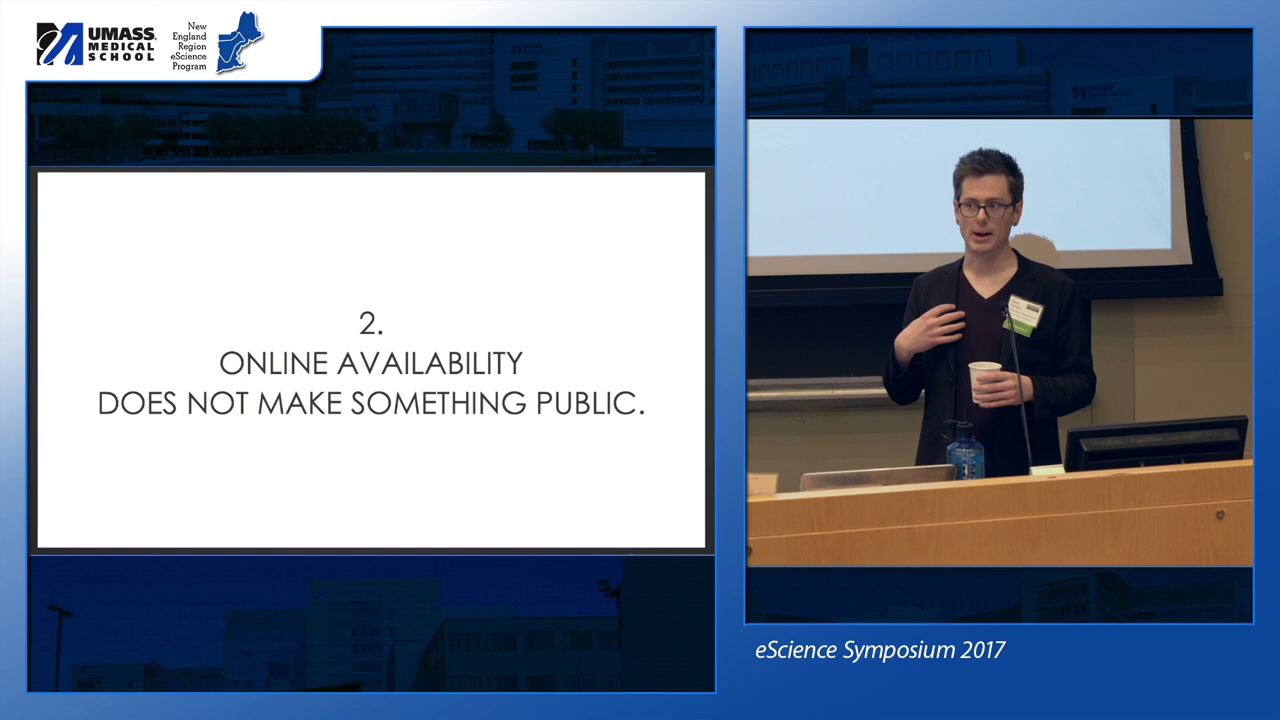 UMASS
MEDICAL
SCHOOL
New
England
Region
eScience
Program
2.
ONLINE AVAILABILITY
DOES NOT MAKE SOMETHING PUBLIC.
eScience Symposium 2017